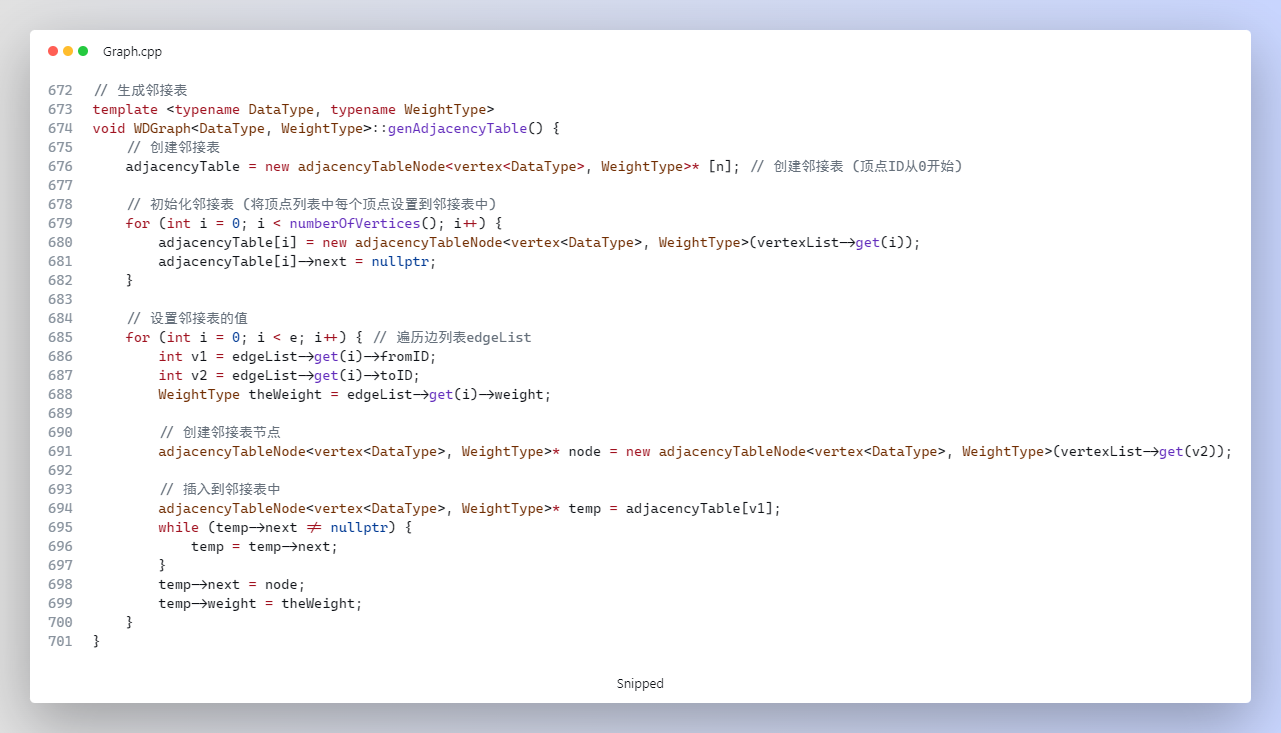 Graph.cpp
672 // 生成邻接表
673 template <typename DataType, typename WeightType>
674 void WDGraph<DataType, WeightType>::genAdjacencyTable() {
675     // 创建邻接表
676     adjacencyTable = new adjacencyTableNode<vertex<DataType>, WeightType>* [n]; // 创建邻接表 (顶点ID从0开始)
677
678     // 初始化邻接表 (将顶点列表中每个顶点设置到邻接表中)
679     for (int i = 0; i < numberOfVertices(); i++) {
680         adjacencyTable[i] = new adjacencyTableNode<vertex<DataType>, WeightType>(vertexList->get(i));
681         adjacencyTable[i]->next = nullptr;
682     }
683
684     // 设置邻接表的值
685     for (int i = 0; i < e; i++) { // 遍历边列表edgeList
686         int v1 = edgeList->get(i)->fromID;
687         int v2 = edgeList->get(i)->toID;
688         WeightType theWeight = edgeList->get(i)->weight;
689
690         // 创建邻接表节点
691         adjacencyTableNode<vertex<DataType>, WeightType>* node = new adjacencyTableNode<vertex<DataType>, WeightType>(vertexList->get(v2));
692
693         // 插入到邻接表中
694         adjacencyTableNode<vertex<DataType>, WeightType>* temp = adjacencyTable[v1];
695         while (temp->next != nullptr) {
696             temp = temp->next;
697         }
698         temp->next = node;
699         temp->weight = theWeight;
700     }
701 }
Snipped